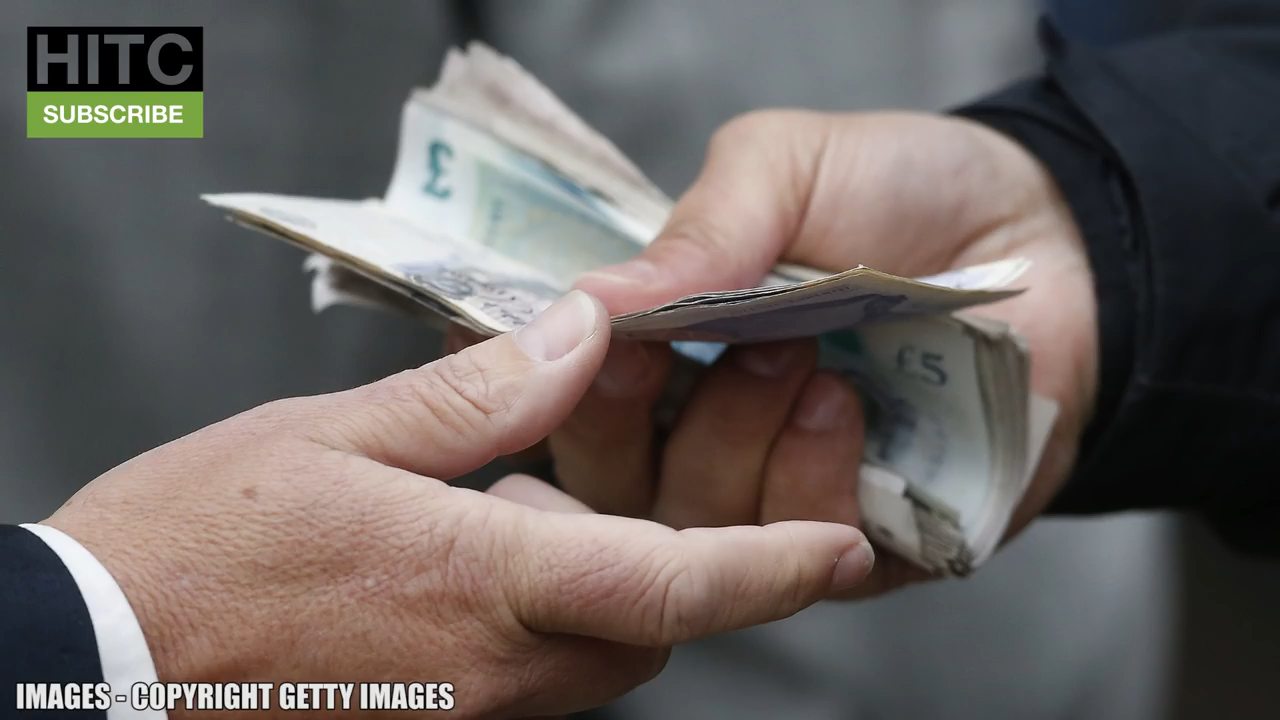 HITC
SUBSCRIBE
£
£5
IMAGES - COPYRIGHT GETTY IMAGES